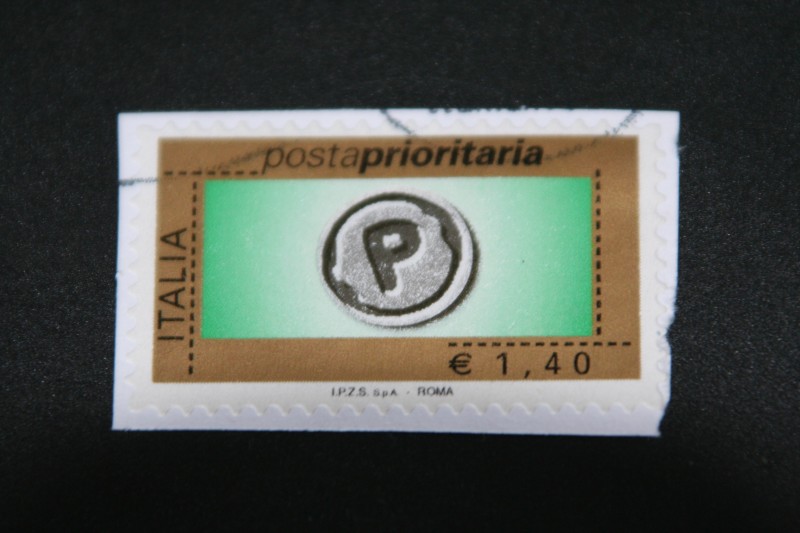 postaprioritaria
ITALIA
P
€ 1,40
I.P.Z.S. S.p.A. - ROMA